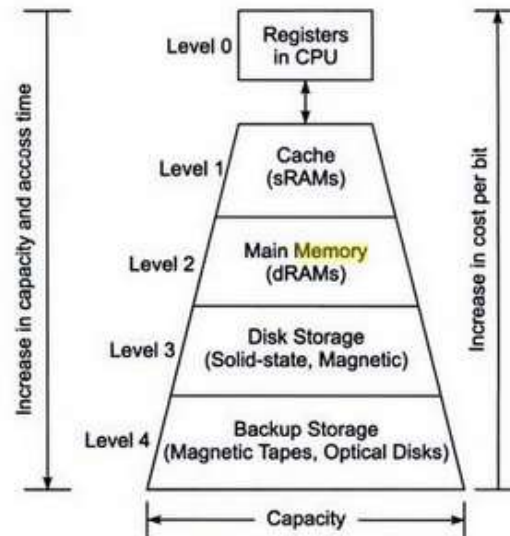 Increase in capacity and access time
Level 0
Registers
in CPU
Level 1
Cache
(sRAMs)
Level 2
Main Memory
(dRAMs)
Level 3
Disk Storage
(Solid-state, Magnetic)
Level 4
Backup Storage
(Magnetic Tapes, Optical Disks)
Capacity
Increase in cost per bit